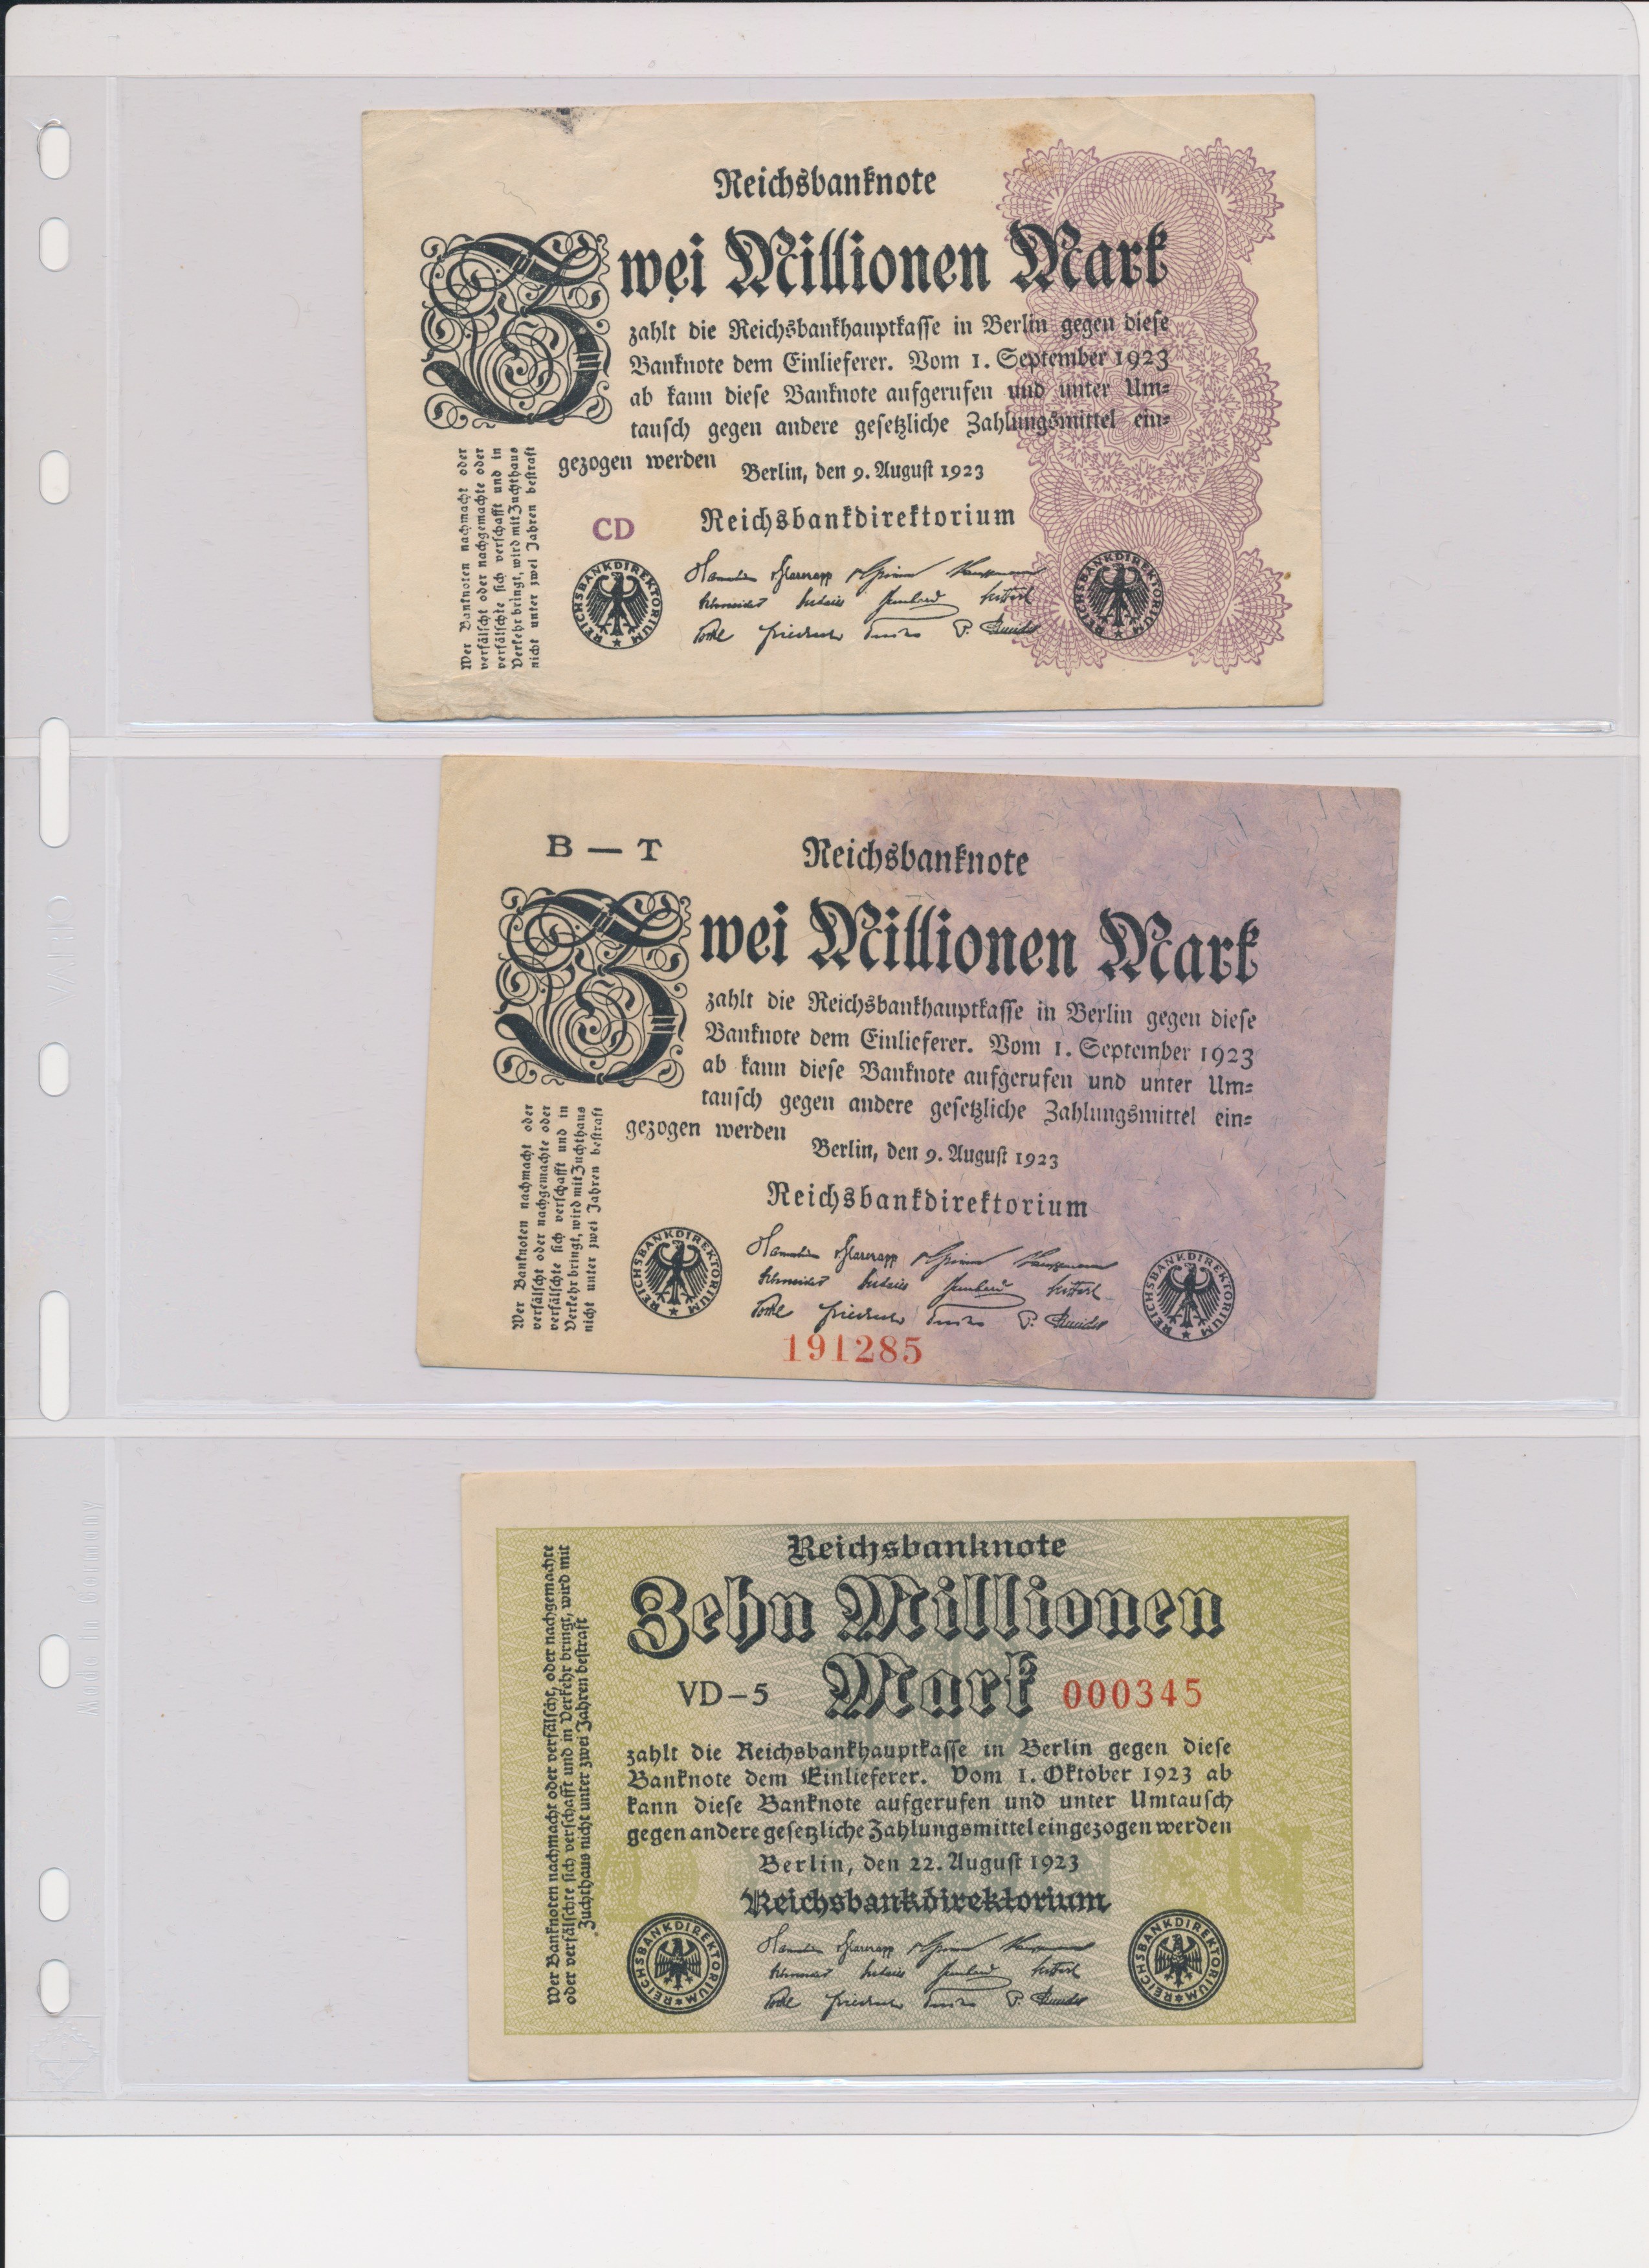 Reichsbanknote
Zwei Millionen Mark
zahlt die Reichsbankhauptkasse in Berlin gegen diese
Banknote dem Einlieferer. Vom 1. September 1923
ab kann diese Banknote aufgerufen und unter Um=
tausch gegen andere gesetzliche Zahlungsmittel ein=
gezogen werden
Berlin, den 9. August 1923
CD
Reichsbankdirektorium
REICHSBANKDIREKTORIUM
REICHSBANKDIREKTORIUM
Wer Banknoten nachmacht oder
verfälscht oder nachgemachte oder
verfälschte sich verschafft und in
Verkehr bringt, wird mit Zuchthaus
nicht unter zwei Jahren bestraft
B — T
Reichsbanknote
Zwei Millionen Mark
zahlt die Reichsbankhauptkasse in Berlin gegen diese
Banknote dem Einlieferer. Vom 1. September 1923
ab kann diese Banknote aufgerufen und unter Um=
tausch gegen andere gesetzliche Zahlungsmittel ein=
gezogen werden
Berlin, den 9. August 1923
Reichsbankdirektorium
REICHSBANKDIREKTORIUM
REICHSBANKDIREKTORIUM
191285
Wer Banknoten nachmacht oder
verfälscht oder nachgemachte oder
verfälschte sich verschafft und in
Verkehr bringt, wird mit Zuchthaus
nicht unter zwei Jahren bestraft
VARIO
Made in Germany
Reichsbanknote
Zehn Millionen
Mark
VD–5
000345
zahlt die Reichsbankhauptkasse in Berlin gegen diese
Banknote dem Einlieferer. Vom 1. Oktober 1923 ab
kann diese Banknote aufgerufen und unter Umtausch
gegen andere gesetzliche Zahlungsmittel eingezogen werden
Berlin, den 22. August 1923
Reichsbankdirektorium
REICHSBANKDIREKTORIUM
REICHSBANKDIREKTORIUM
Wer Banknoten nachmacht oder verfälscht, oder nachgemachte
oder verfälschte sich verschafft und in Verkehr bringt, wird mit
Zuchthaus nicht unter zwei Jahren bestraft